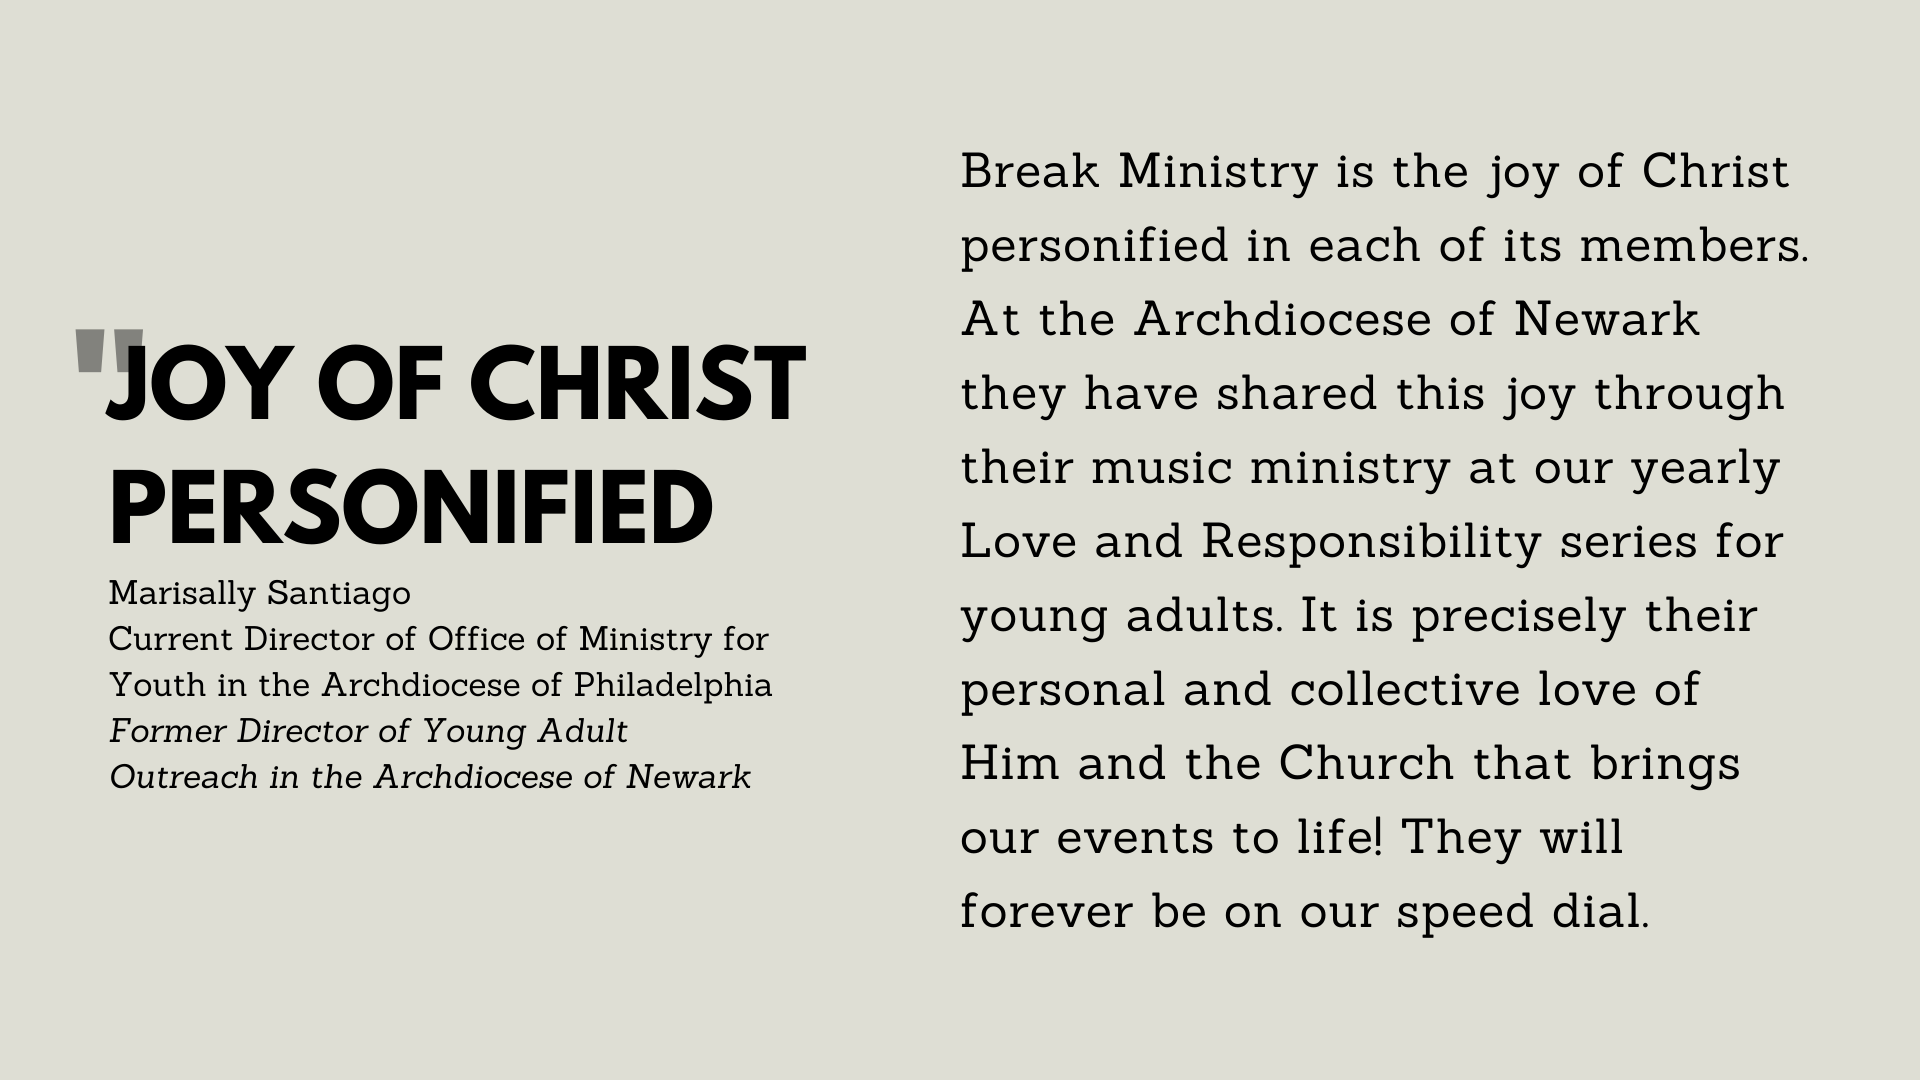 "JOY OF CHRIST
PERSONIFIED
Marisally Santiago
Current Director of Office of Ministry for
Youth in the Archdiocese of Philadelphia
Former Director of Young Adult
Outreach in the Archdiocese of Newark
Break Ministry is the joy of Christ
personified in each of its members.
At the Archdiocese of Newark
they have shared this joy through
their music ministry at our yearly
Love and Responsibility series for
young adults. It is precisely their
personal and collective love of
Him and the Church that brings
our events to life! They will
forever be on our speed dial.